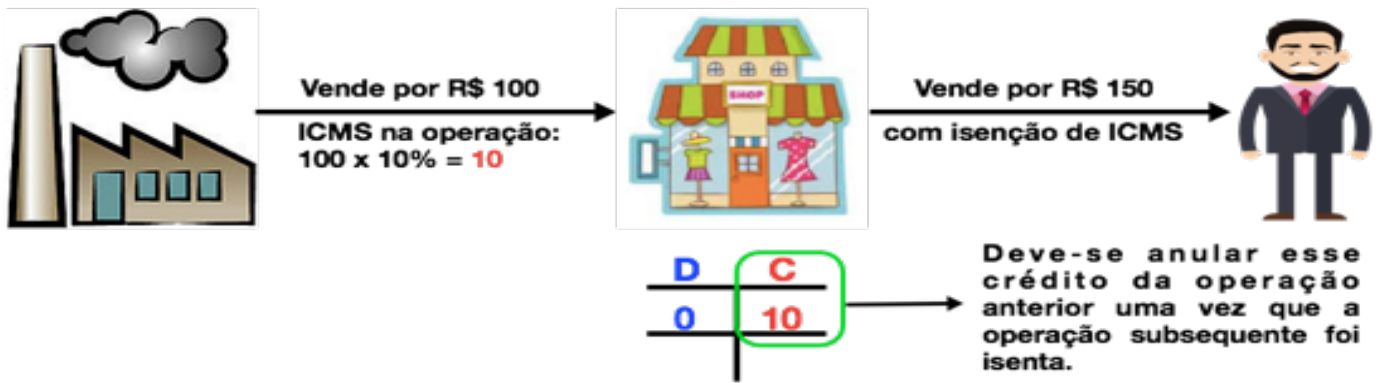 Vende por R$ 100
ICMS na operação:
100 x 10% = 10
SHOP
Vende por R$ 150
com isenção de ICMS
D C
0 10
Deve-se anular esse
crédito da operação
anterior uma vez que a
operação subsequente foi
isenta.